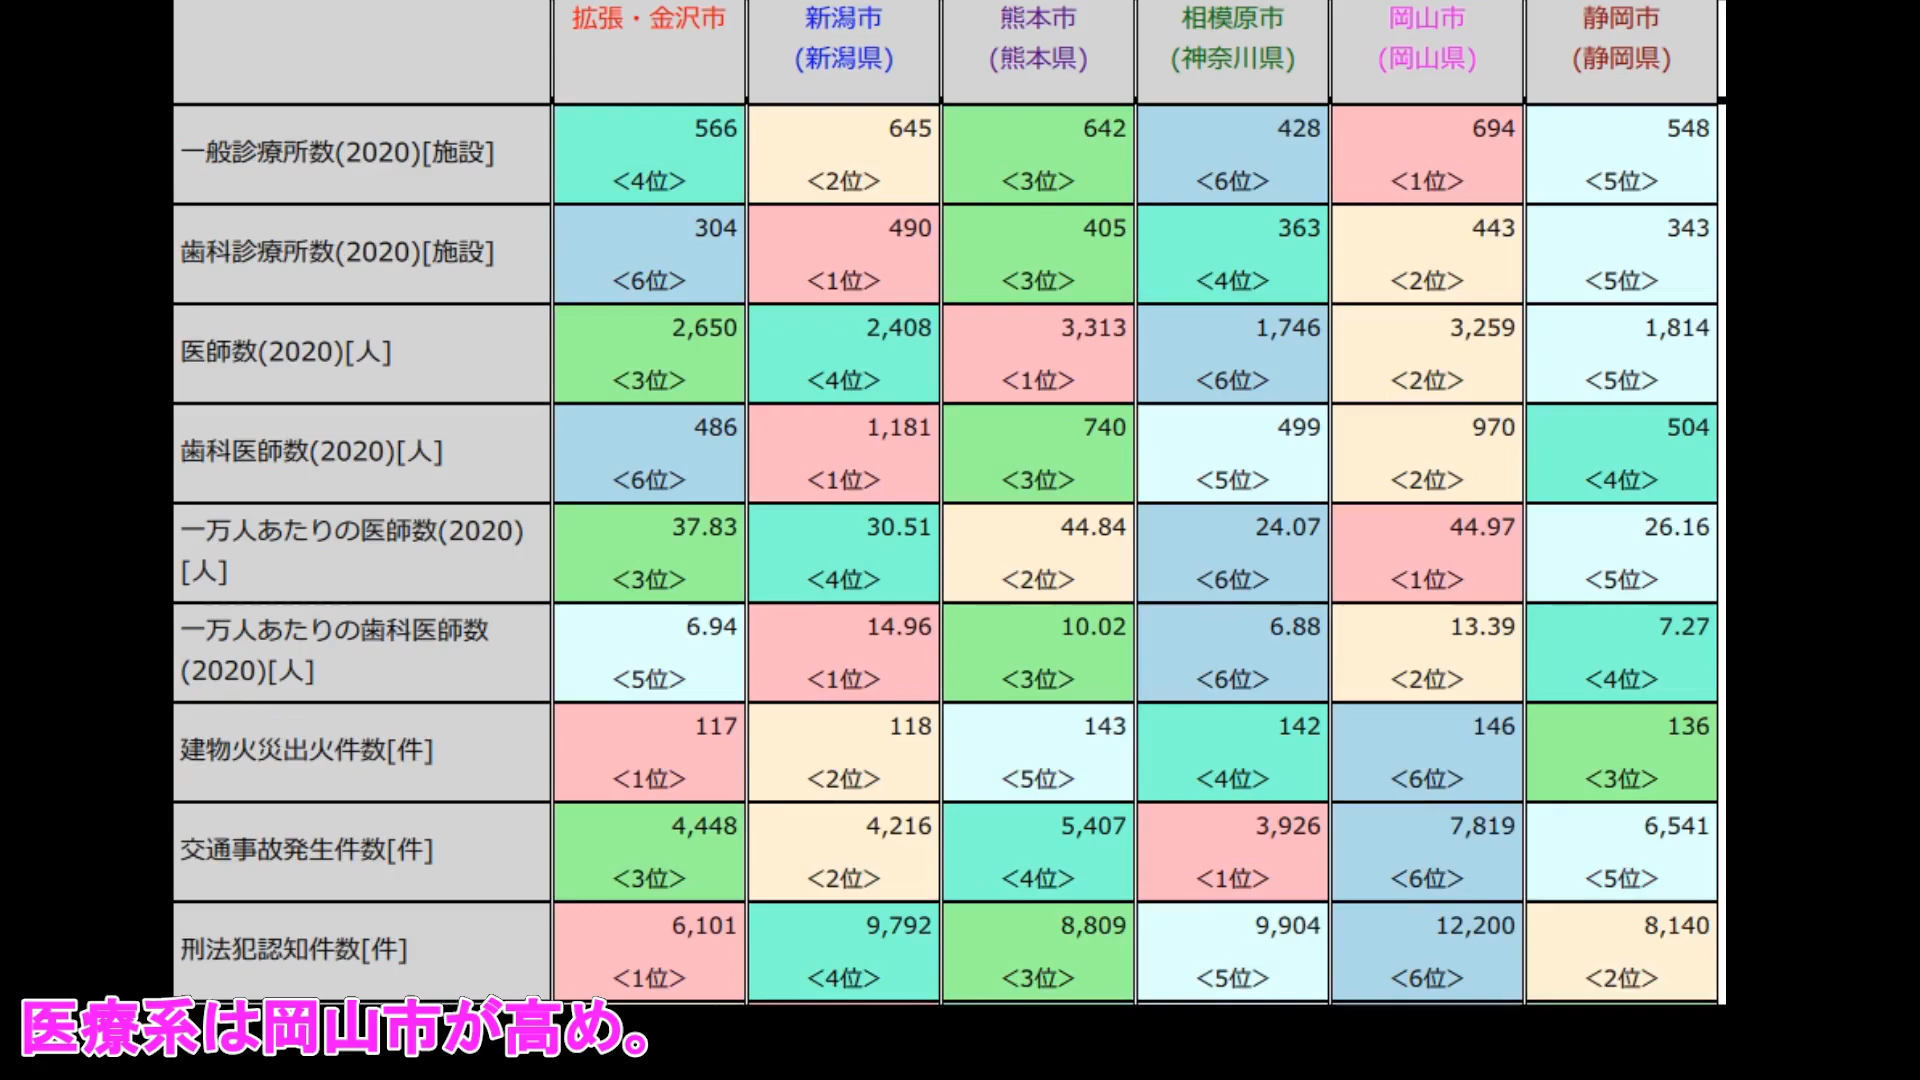 拡張・金沢市 新潟市 熊本市 相模原市 岡山市 静岡市
(新潟県) (熊本県) (神奈川県) (岡山県) (静岡県)
566 645 642 428 694 548
一般診療所数(2020)[施設]
<4位> <2位> <3位> <6位> <1位> <5位>
304 490 405 363 443 343
歯科診療所数(2020)[施設]
<6位> <1位> <3位> <4位> <2位> <5位>
2,650 2,408 3,313 1,746 3,259 1,814
医師数(2020)[人]
<3位> <4位> <1位> <6位> <2位> <5位>
486 1,181 740 499 970 504
歯科医師数(2020)[人]
<6位> <1位> <3位> <5位> <2位> <4位>
一万人あたりの医師数(2020) 37.83 30.51 44.84 24.07 44.97 26.16
[人] <3位> <4位> <2位> <6位> <1位> <5位>
一万人あたりの歯科医師数 6.94 14.96 10.02 6.88 13.39 7.27
(2020)[人] <5位> <1位> <3位> <6位> <2位> <4位>
117 118 143 142 146 136
建物火災出火件数[件]
<1位> <2位> <5位> <4位> <6位> <3位>
4,448 4,216 5,407 3,926 7,819 6,541
交通事故発生件数[件]
<3位> <2位> <4位> <1位> <6位> <5位>
6,101 9,792 8,809 9,904 12,200 8,140
刑法犯認知件数[件]
<1位> <4位> <3位> <5位> <6位> <2位>
医療系は岡山市が高め。